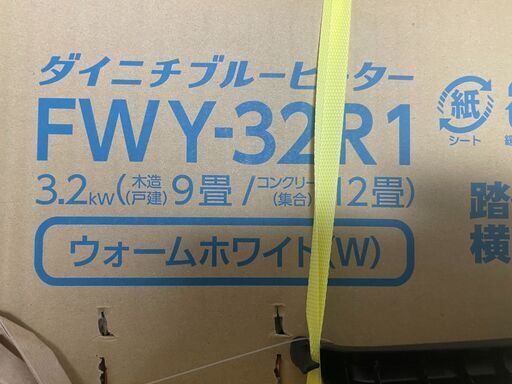 ダイニチブルーヒーター
FWY-32R1
3.2kW(木造戸建)9畳/コンクリー(集合)12畳)
ウォームホワイト(W)
紙
シート
踏
横